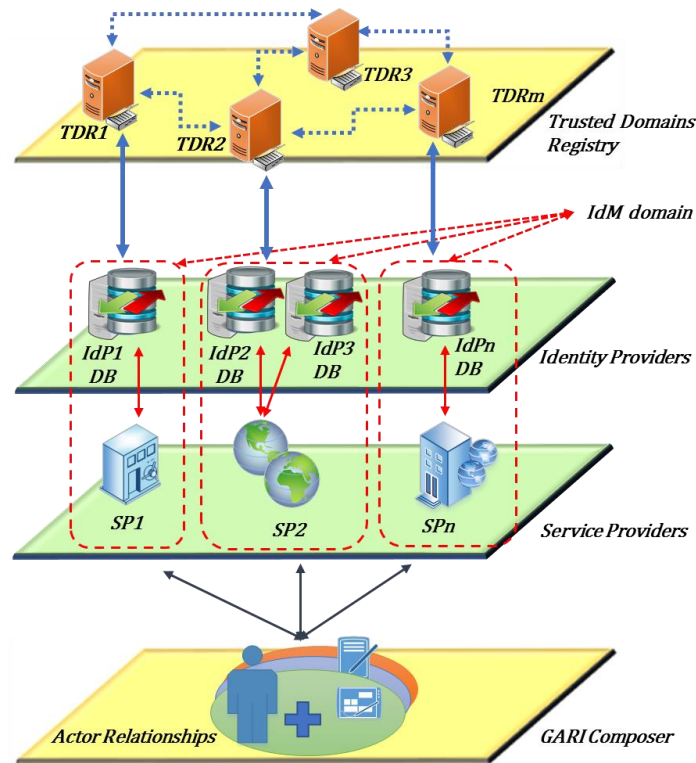 TDR3
TDRm
TDR1
TDR2
Trusted Domains
Registry
IdM domain
IdP1
DB
IdP2
DB
IdP3
DB
IdPn
DB
Identity Providers
SP1
SP2
SPn
Service Providers
Actor Relationships
GARI Composer